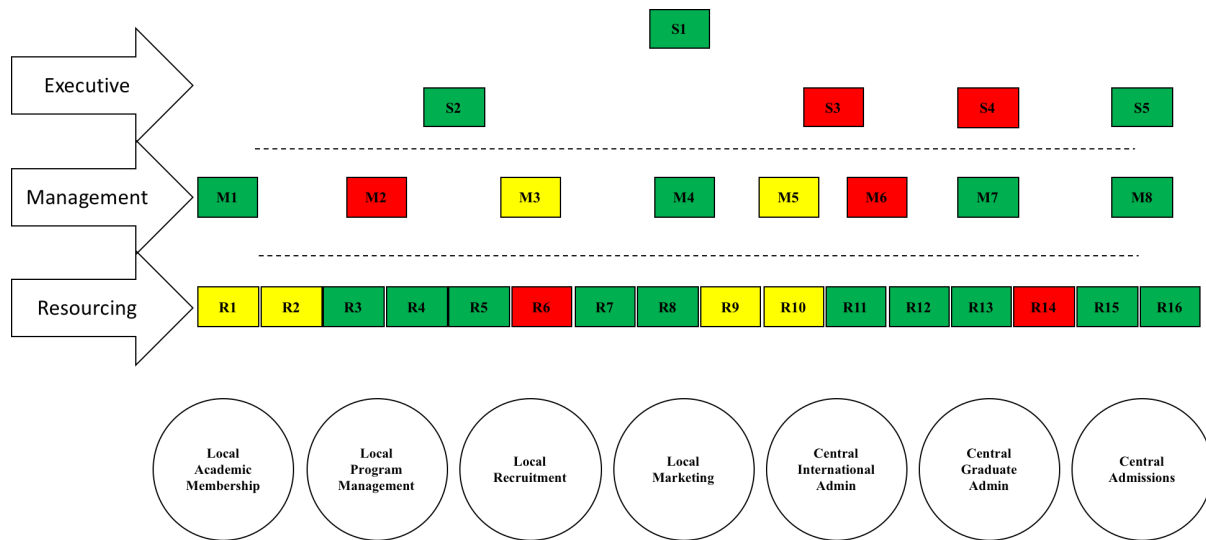 S1
Executive
S2
S3
S4
S5
Management
M1
M2
M3
M4
M5
M6
M7
M8
Resourcing
R1
R2
R3
R4
R5
R6
R7
R8
R9
R10
R11
R12
R13
R14
R15
R16
Local
Academic
Membership
Local
Program
Management
Local
Recruitment
Local
Marketing
Central
International
Admin
Central
Graduate
Admin
Central
Admissions